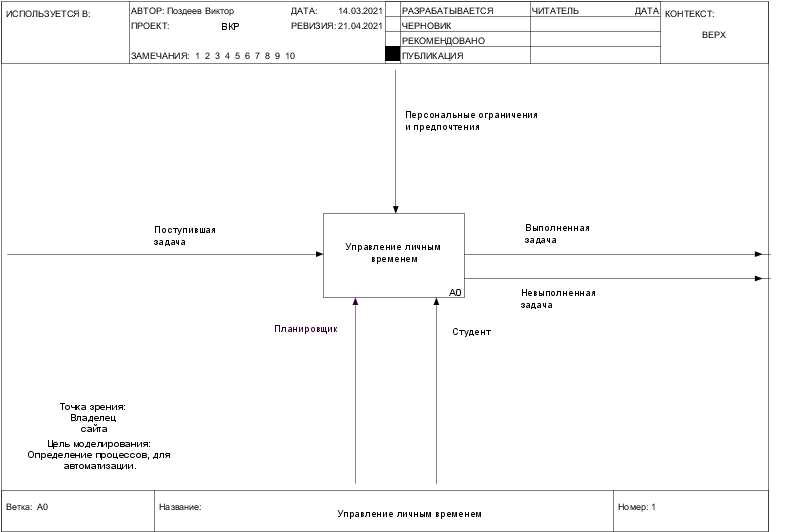 ИСПОЛЬЗУЕТСЯ В:
АВТОР: Поздеев Виктор
ДАТА: 14.03.2021
ПРОЕКТ: ВКР
РЕВИЗИЯ: 21.04.2021
ЗАМЕЧАНИЯ: 1 2 3 4 5 6 7 8 9 10
РАЗРАБАТЫВАЕТСЯ
ЧЕРНОВИК
РЕКОМЕНДОВАНО
ПУБЛИКАЦИЯ
ЧИТАТЕЛЬ ДАТА
КОНТЕКСТ:
ВЕРХ
Персональные ограничения
и предпочтения
Поступившая
задача
Управление личным
временем
A0
Выполненная
задача
Невыполненная
задача
Планировщик
Студент
Точка зрения:
Владелец
сайта
Цель моделирования:
Определение процессов, для
автоматизации.
Ветка: A0
Название:
Управление личным временем
Номер: 1